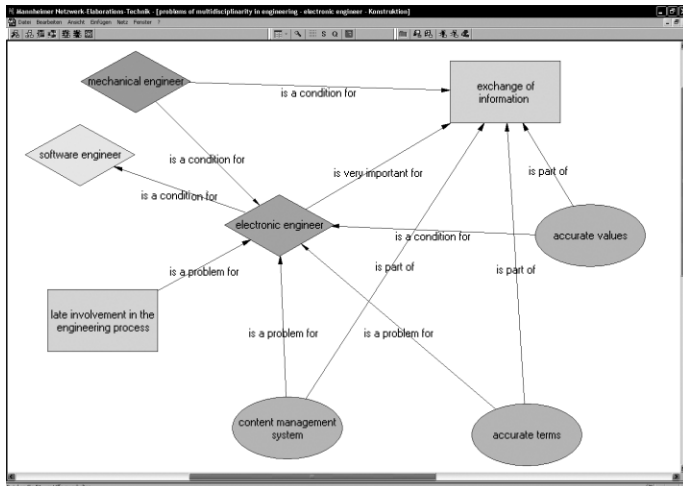 Mannheimer Netzwerk-Elaborations-Technik - [problems of multidisciplinarity in engineering - electronic engineer - Konstruktion]
Datei Bearbeiten Ansicht Einfügen Netz Fenster ?
S Q
mechanical engineer
exchange of
information
is a condition for
software engineer
is a condition for
is very important for
is part of
is a condition for
electronic engineer
is a condition for
accurate values
is a problem for
is part of
is part of
late involvement in the
engineering process
is a problem for
is a problem for
content management
system
accurate terms